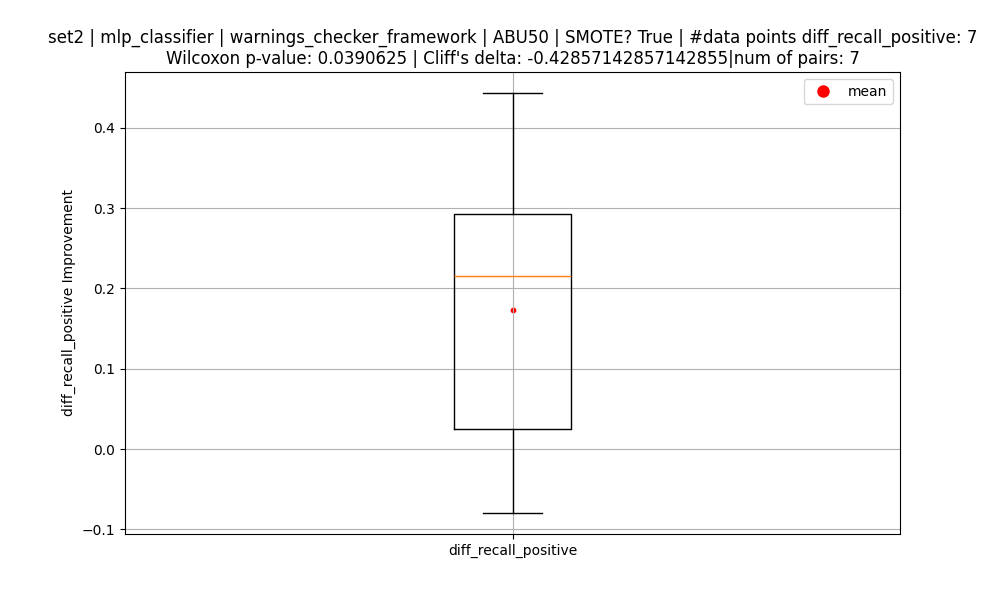 set2 | mlp_classifier | warnings_checker_framework | ABU50 | SMOTE? True | #data points diff_recall_positive: 7
Wilcoxon p-value: 0.0390625 | Cliff's delta: -0.42857142857142855|num of pairs: 7
mean
0.4
0.3
0.2
0.1
0.0
−0.1
diff_recall_positive Improvement
diff_recall_positive